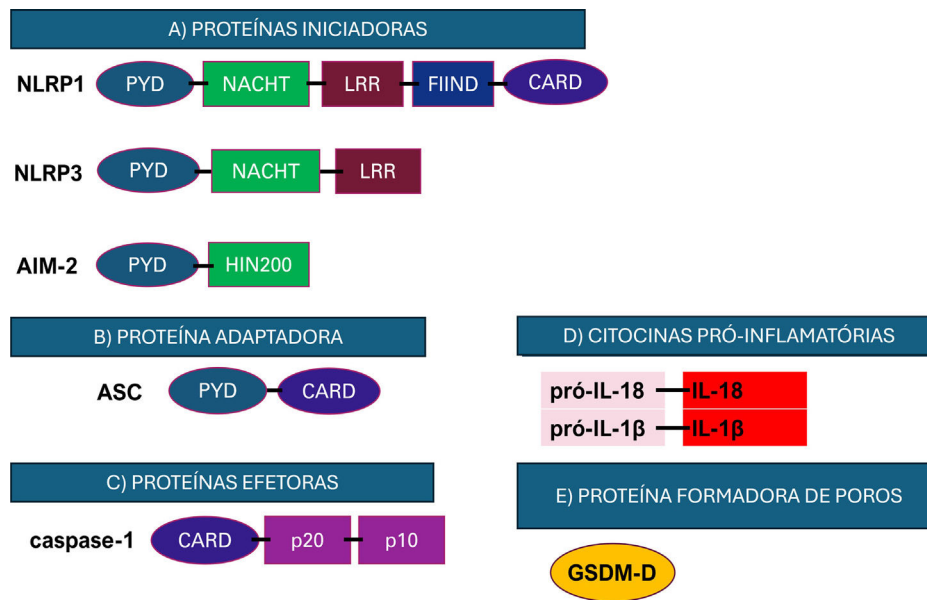 A) PROTEÍNAS INICIADORAS
NLRP1 PYD NACHT LRR FIIND CARD
NLRP3 PYD NACHT LRR
AIM-2 PYD HIN200
B) PROTEÍNA ADAPTADORA
ASC PYD CARD
C) PROTEÍNAS EFETORAS
caspase-1 CARD p20 p10
D) CITOCINAS PRÓ-INFLAMATÓRIAS
pró-IL-18 IL-18
pró-IL-1β IL-1β
E) PROTEÍNA FORMADORA DE POROS
GSDM-D